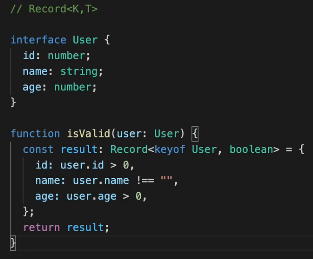 // Record<K,T>
interface User {
  id: number;
  name: string;
  age: number;
}
function isValid(user: User) {
  const result: Record<keyof User, boolean> = {
    id: user.id > 0,
    name: user.name !== "",
    age: user.age > 0,
  };
  return result;
}